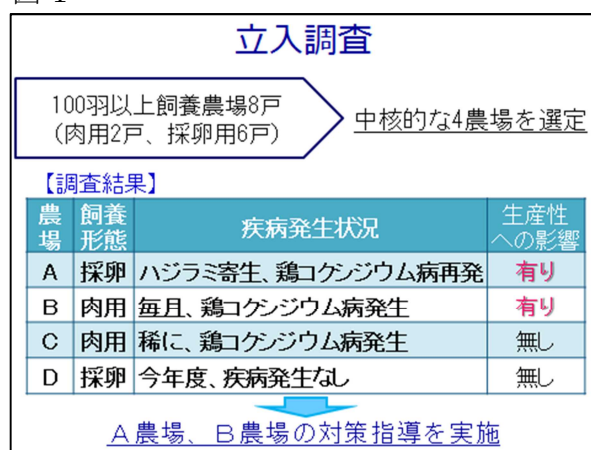 立入調査
100羽以上飼養農場8戸
(肉用2戸、採卵用6戸)
中核的な4農場を選定
【調査結果】
農場 飼養形態 疾病発生状況 生産性への影響
A 採卵 ハジラミ寄生、鶏コクシジウム病再発 有り
B 肉用 毎月、鶏コクシジウム病発生 有り
C 肉用 稀に、鶏コクシジウム病発生 無し
D 採卵 今年度、疾病発生なし 無し
A農場、B農場の対策指導を実施